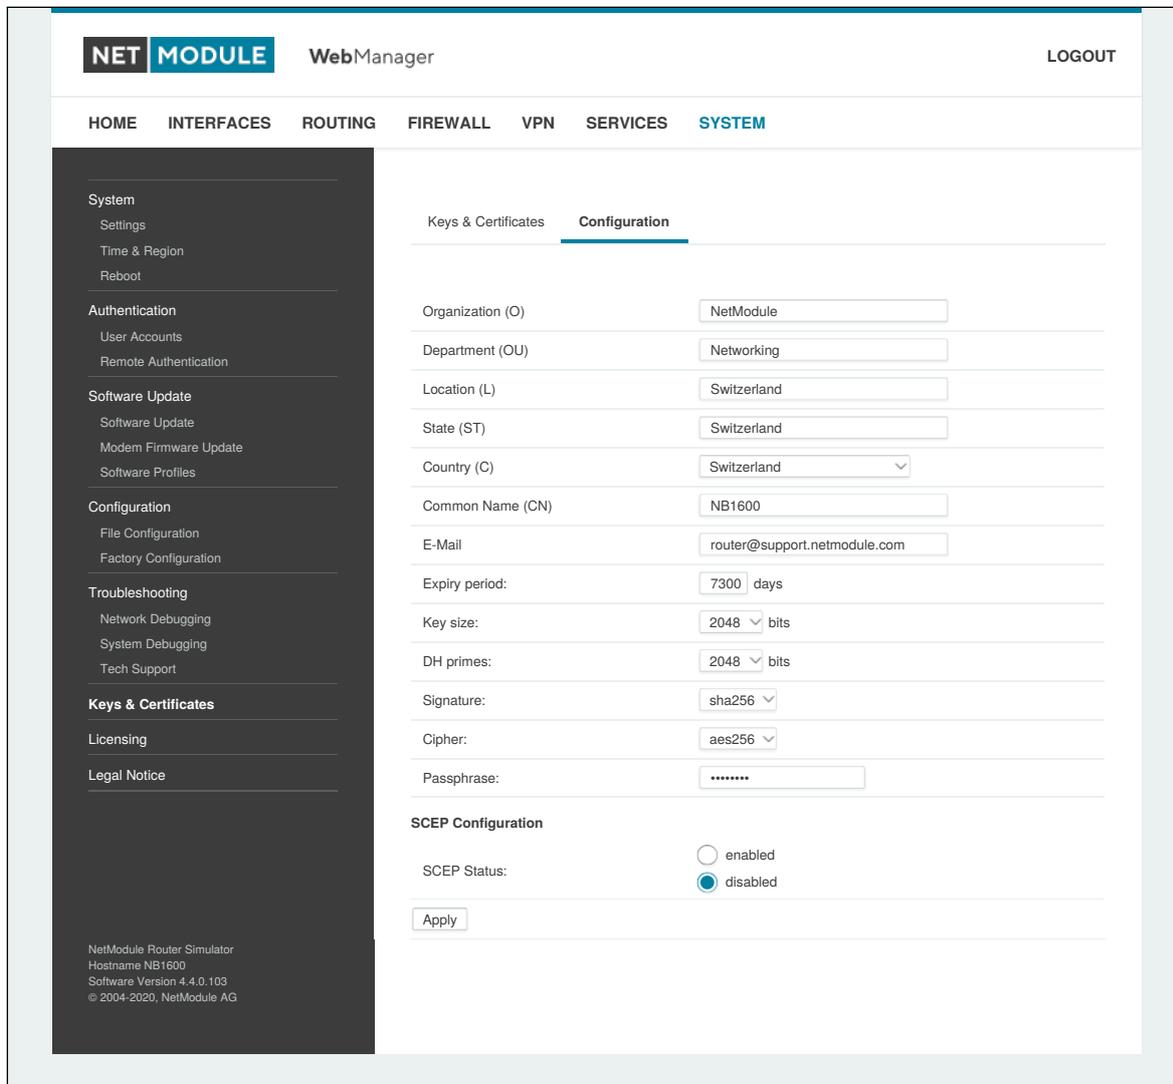 NET MODULE WebManager LOGOUT
HOME INTERFACES ROUTING FIREWALL VPN SERVICES SYSTEM
System
Settings
Time & Region
Reboot
Authentication
User Accounts
Remote Authentication
Software Update
Software Update
Modem Firmware Update
Software Profiles
Configuration
File Configuration
Factory Configuration
Troubleshooting
Network Debugging
System Debugging
Tech Support
Keys & Certificates
Licensing
Legal Notice
NetModule Router Simulator
Hostname NB1600
Software Version 4.4.0.103
© 2004-2020, NetModule AG
Keys & Certificates Configuration
Organization (O) NetModule
Department (OU) Networking
Location (L) Switzerland
State (ST) Switzerland
Country (C) Switzerland
Common Name (CN) NB1600
E-Mail router@support.netmodule.com
Expiry period: 7300 days
Key size: 2048 bits
DH primes: 2048 bits
Signature: sha256
Cipher: aes256
Passphrase: ••••••••
SCEP Configuration
enabled
SCEP Status:
disabled
Apply